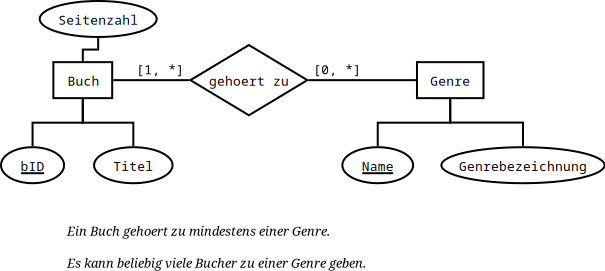 Seitenzahl
Buch
[1, *]
gehoert zu
[0, *]
Genre
bID
Titel
Name
Genrebezeichnung
Ein Buch gehoert zu mindestens einer Genre.
Es kann beliebig viele Bucher zu einer Genre geben.